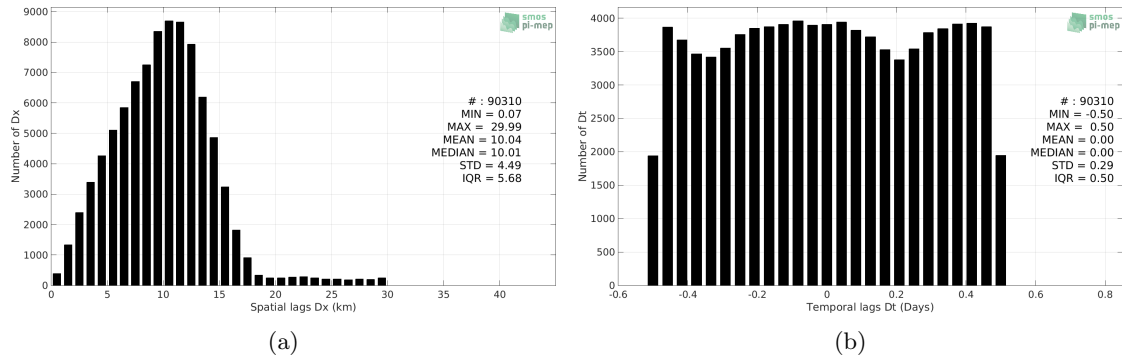 smos
pi-mep
9000
8000
7000
6000
5000
4000
3000
2000
1000
0
Number of Dx
# : 90310
MIN = 0.07
MAX = 29.99
MEAN = 10.04
MEDIAN = 10.01
STD = 4.49
IQR = 5.68
0 5 10 15 20 25 30 35 40
Spatial lags Dx (km)
(a)
smos
pi-mep
4000
3500
3000
2500
2000
1500
1000
500
0
Number of Dt
# : 90310
MIN = -0.50
MAX = 0.50
MEAN = 0.00
MEDIAN = 0.00
STD = 0.29
IQR = 0.50
-0.6 -0.4 -0.2 0 0.2 0.4 0.6 0.8
Temporal lags Dt (Days)
(b)